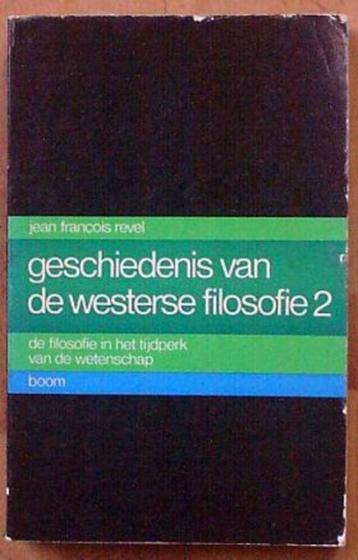 jean françois revel
geschiedenis van
de westerse filosofie 2
de filosofie in het tijdperk
van de wetenschap
boom